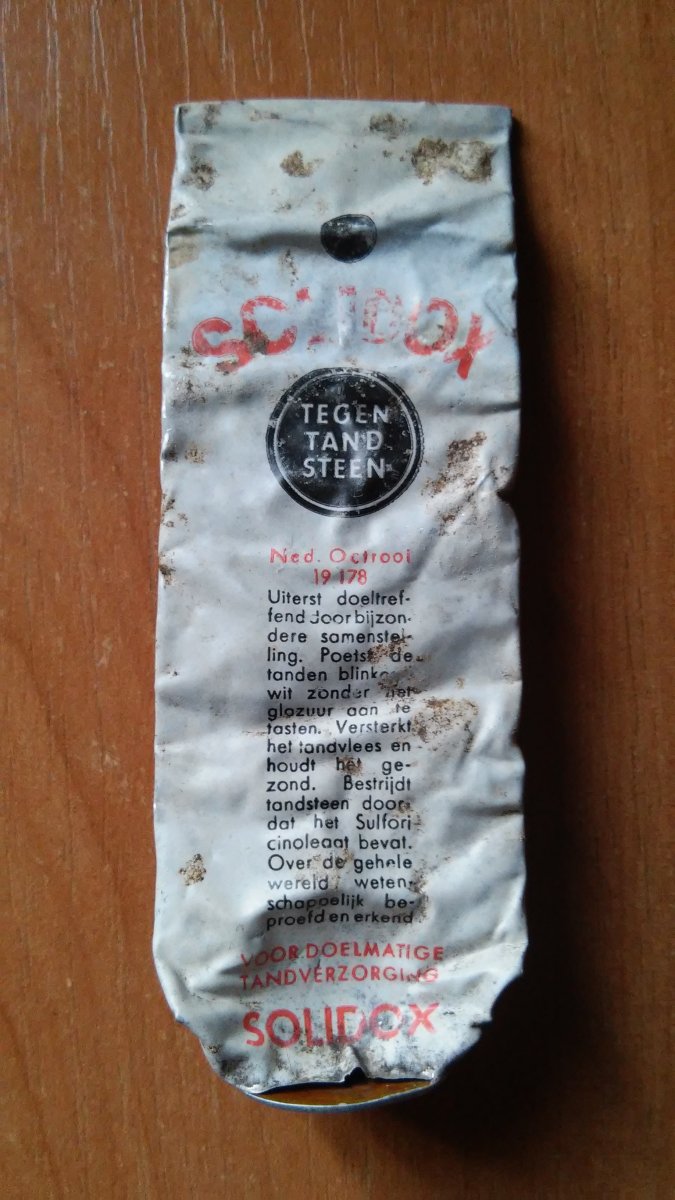 SOLIDOX
TEGEN
TAND
STEEN
Ned. Octrooi
19178
Uiterst doeltref-
fend door bijzon-
dere samenstel-
ling. Poetst de
tanden blinkend
wit zonder het
glazuur aan te
tasten. Versterkt
het tandvlees en
houdt het ge-
zond. Bestrijdt
tandsteen door-
dat het Sulfori
cinoleaat bevat.
Over de gehele
wereld weten-
schappelijk be-
proefd en erkend
VOOR DOELMATIGE
TANDVERZORGING
SOLIDOX